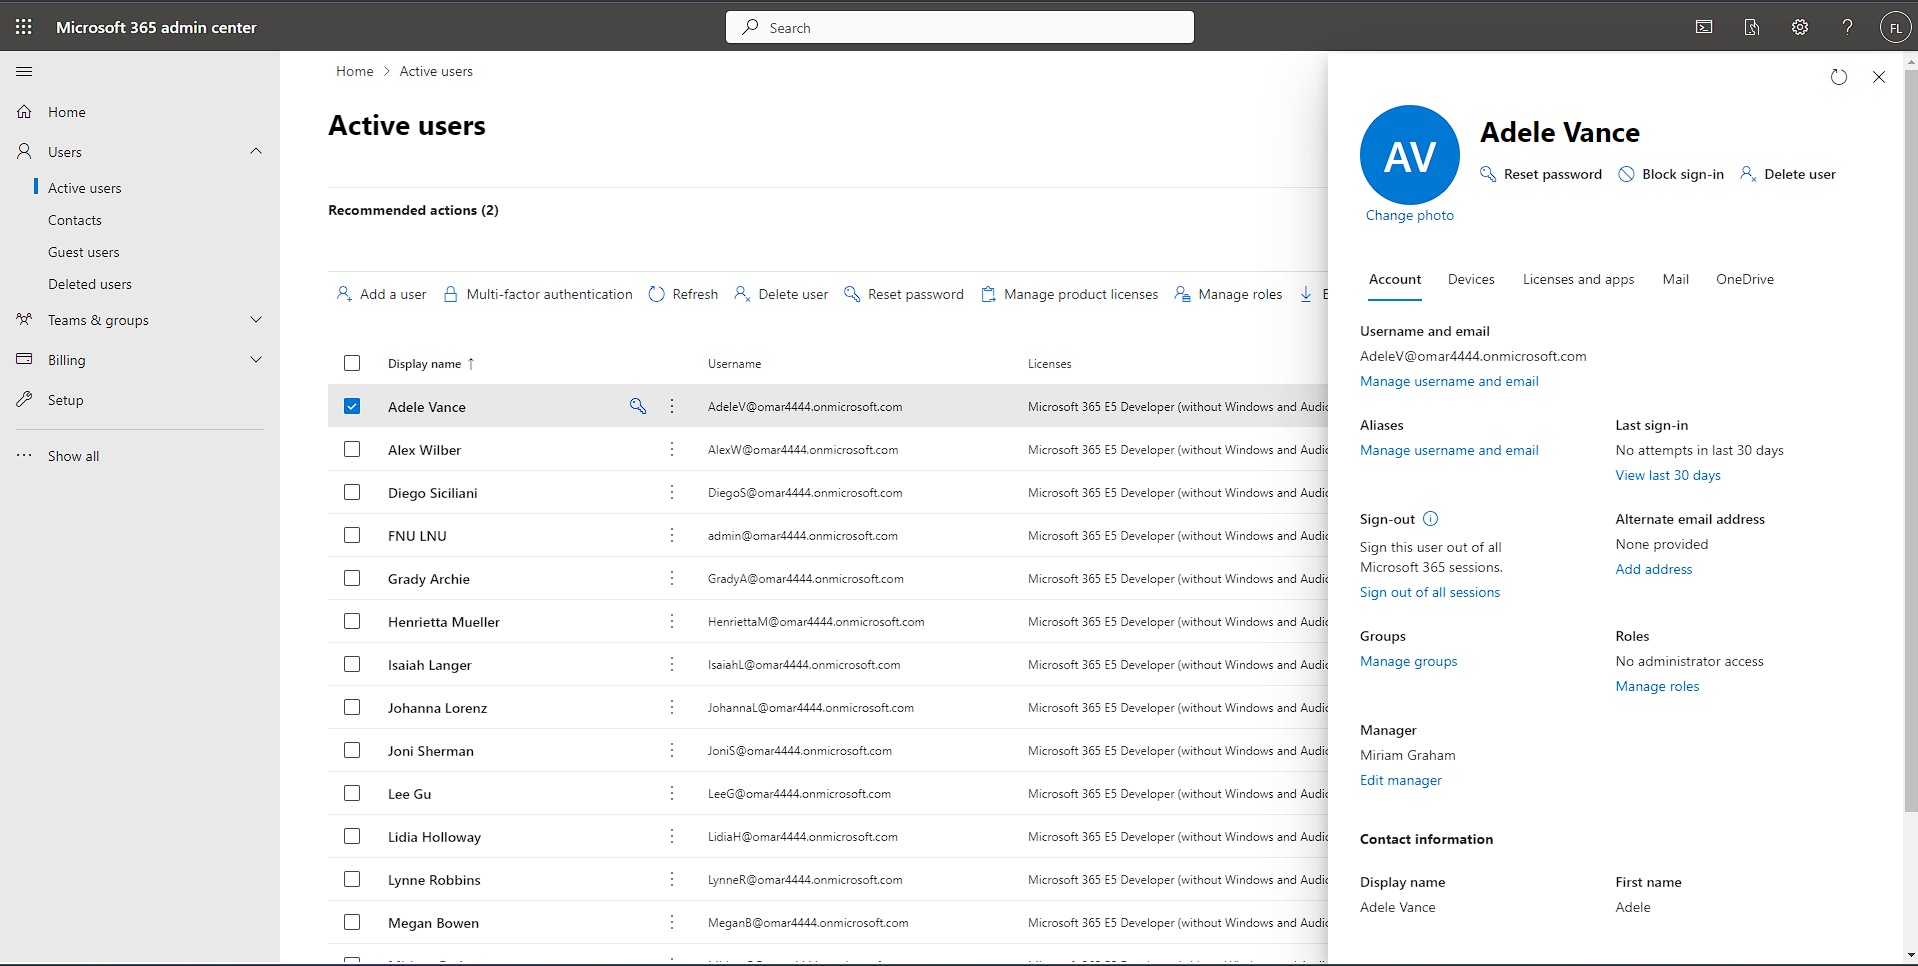 Microsoft 365 admin center
Search
FL
Home
Users
Active users
Contacts
Guest users
Deleted users
Teams & groups
Billing
Setup
Show all
Home > Active users
Active users
Recommended actions (2)
Add a user Multi-factor authentication Refresh Delete user Reset password Manage product licenses Manage roles
Display name ↑ Username Licenses
Adele Vance AdeleV@omar4444.onmicrosoft.com Microsoft 365 E5 Developer (without Windows and Audio
Alex Wilber AlexW@omar4444.onmicrosoft.com Microsoft 365 E5 Developer (without Windows and Audio
Diego Siciliani DiegoS@omar4444.onmicrosoft.com Microsoft 365 E5 Developer (without Windows and Audio
FNU LNU admin@omar4444.onmicrosoft.com Microsoft 365 E5 Developer (without Windows and Audio
Grady Archie GradyA@omar4444.onmicrosoft.com Microsoft 365 E5 Developer (without Windows and Audio
Henrietta Mueller HenriettaM@omar4444.onmicrosoft.com Microsoft 365 E5 Developer (without Windows and Audio
Isaiah Langer IsaiahL@omar4444.onmicrosoft.com Microsoft 365 E5 Developer (without Windows and Audio
Johanna Lorenz JohannaL@omar4444.onmicrosoft.com Microsoft 365 E5 Developer (without Windows and Audio
Joni Sherman JoniS@omar4444.onmicrosoft.com Microsoft 365 E5 Developer (without Windows and Audio
Lee Gu LeeG@omar4444.onmicrosoft.com Microsoft 365 E5 Developer (without Windows and Audio
Lidia Holloway LidiaH@omar4444.onmicrosoft.com Microsoft 365 E5 Developer (without Windows and Audio
Lynne Robbins LynneR@omar4444.onmicrosoft.com Microsoft 365 E5 Developer (without Windows and Audio
Megan Bowen MeganB@omar4444.onmicrosoft.com Microsoft 365 E5 Developer (without Windows and Audio
AV
Change photo
Adele Vance
Reset password Block sign-in Delete user
Account Devices Licenses and apps Mail OneDrive
Username and email
AdeleV@omar4444.onmicrosoft.com
Manage username and email
Aliases
Manage username and email
Last sign-in
No attempts in last 30 days
View last 30 days
Sign-out
Sign this user out of all
Microsoft 365 sessions.
Sign out of all sessions
Alternate email address
None provided
Add address
Groups
Manage groups
Roles
No administrator access
Manage roles
Manager
Miriam Graham
Edit manager
Contact information
Display name
Adele Vance
First name
Adele